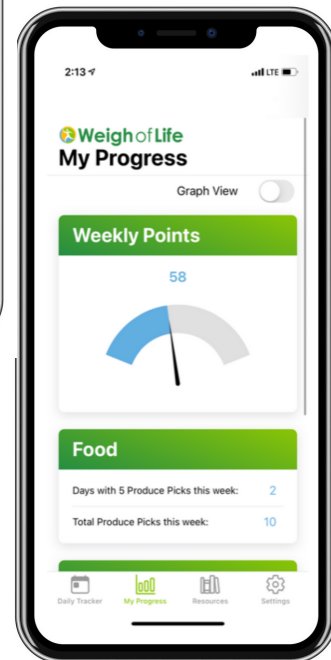 2:13
LTE
Weigh of Life
My Progress
Graph View
Weekly Points
58
Food
Days with 5 Produce Picks this week: 2
Total Produce Picks this week: 10
Daily Tracker My Progress Resources Settings